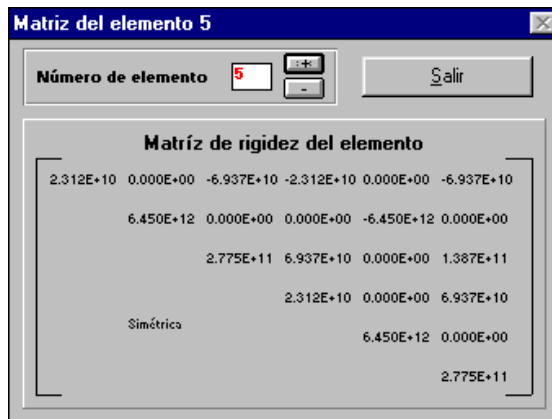 Matriz del elemento 5
Número de elemento 5 + Salir
-
Matríz de rigidez del elemento
2.312E+10 0.000E+00 -6.937E+10 -2.312E+10 0.000E+00 -6.937E+10
6.450E+12 0.000E+00 0.000E+00 -6.450E+12 0.000E+00
2.775E+11 6.937E+10 0.000E+00 1.387E+11
2.312E+10 0.000E+00 6.937E+10
Simétrica
6.450E+12 0.000E+00
2.775E+11